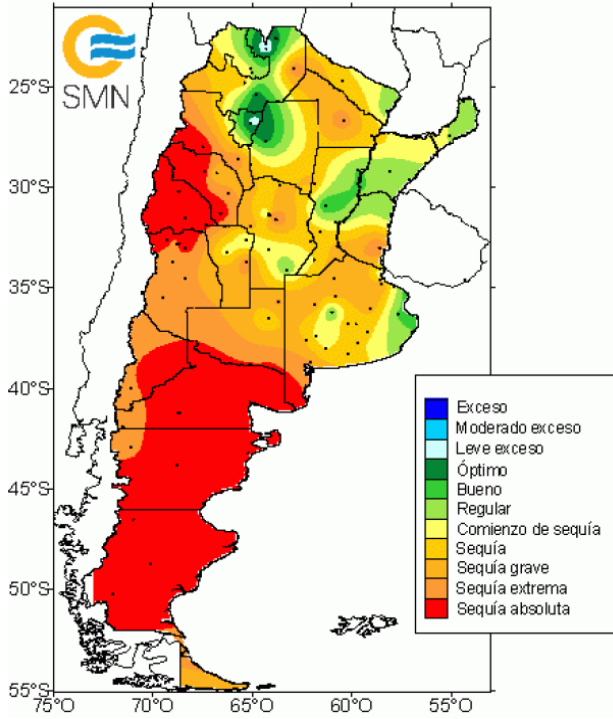 SMN
25°S
30°S
35°S
40°S
45°S
50°S
55°S
75°O
70°O
65°O
60°O
55°O
Exceso
Moderado exceso
Leve exceso
Óptimo
Bueno
Regular
Comienzo de sequía
Sequía
Sequía grave
Sequía extrema
Sequía absoluta